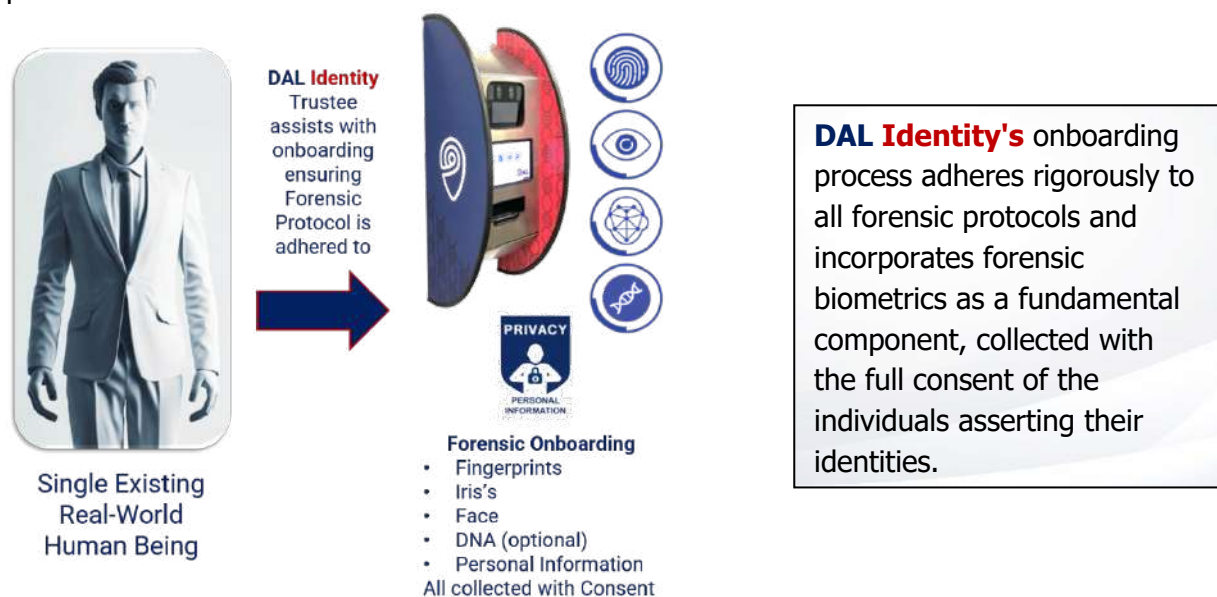 DAL Identity
Trustee
assists with
onboarding
ensuring
Forensic
Protocol is
adhered to
Single Existing
Real-World
Human Being
PRIVACY
PERSONAL
INFORMATION
Forensic Onboarding
• Fingerprints
• Iris's
• Face
• DNA (optional)
• Personal Information
All collected with Consent
DAL Identity's onboarding
process adheres rigorously to
all forensic protocols and
incorporates forensic
biometrics as a fundamental
component, collected with
the full consent of the
individuals asserting their
identities.